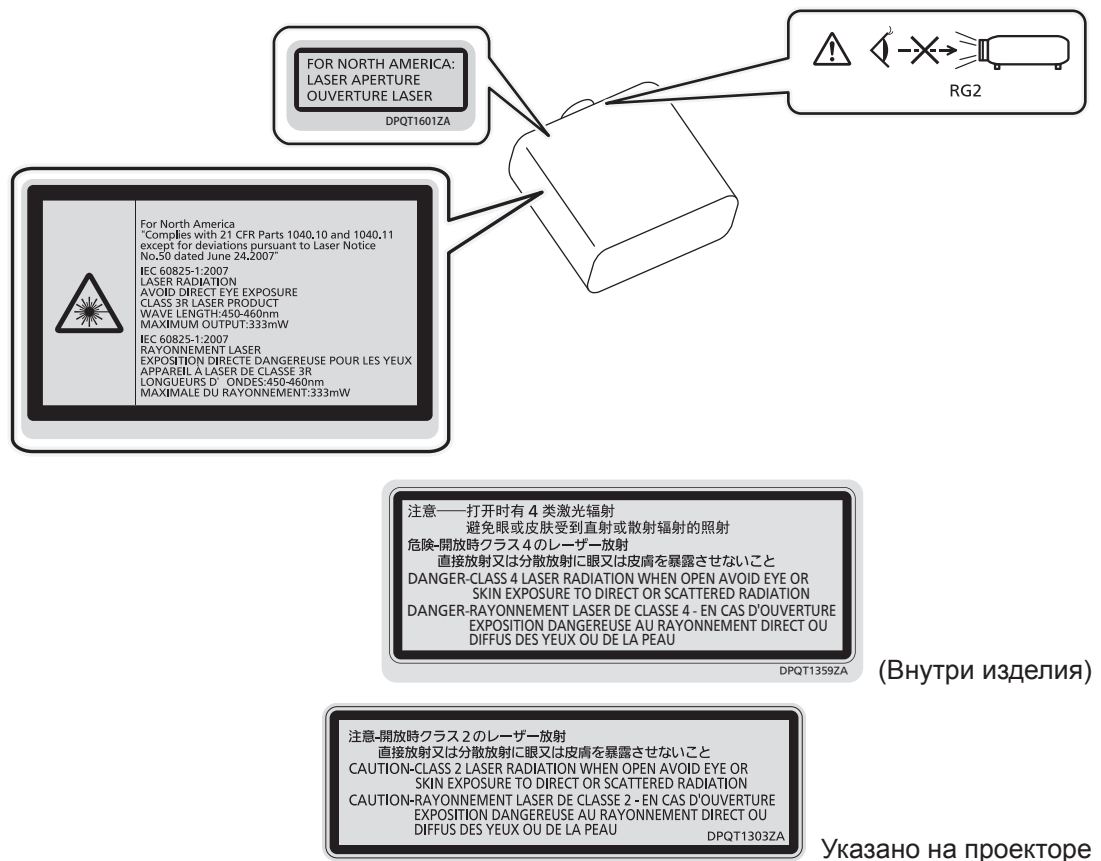 FOR NORTH AMERICA:
LASER APERTURE
OUVERTURE LASER
DPQT1601ZA
RG2
For North America
"Complies with 21 CFR Parts 1040.10 and 1040.11
except for deviations pursuant to Laser Notice
No.50 dated June 24.2007"
IEC 60825-1:2007
LASER RADIATION
AVOID DIRECT EYE EXPOSURE
CLASS 3R LASER PRODUCT
WAVE LENGTH:450-460nm
MAXIMUM OUTPUT:333mW
IEC 60825-1:2007
RAYONNEMENT LASER
EXPOSITION DIRECTE DANGEREUSE POUR LES YEUX
APPAREIL À LASER DE CLASSE 3R
LONGUEURS D' ONDES:450-460nm
MAXIMALE DU RAYONNEMENT:333mW
注意——打开时有 4 类激光辐射
避免眼或皮肤受到直射或散射辐射的照射
危険-開放時クラス4のレーザー放射
直接放射又は分散放射に眼又は皮膚を暴露させないこと
DANGER-CLASS 4 LASER RADIATION WHEN OPEN AVOID EYE OR
SKIN EXPOSURE TO DIRECT OR SCATTERED RADIATION
DANGER-RAYONNEMENT LASER DE CLASSE 4 - EN CAS D'OUVERTURE
EXPOSITION DANGEREUSE AU RAYONNEMENT DIRECT OU
DIFFUS DES YEUX OU DE LA PEAU
DPQT1359ZA
(Внутри изделия)
注意-開放時クラス2のレーザー放射
直接放射又は分散放射に眼又は皮膚を暴露させないこと
CAUTION-CLASS 2 LASER RADIATION WHEN OPEN AVOID EYE OR
SKIN EXPOSURE TO DIRECT OR SCATTERED RADIATION
CAUTION-RAYONNEMENT LASER DE CLASSE 2 - EN CAS D'OUVERTURE
EXPOSITION DANGEREUSE AU RAYONNEMENT DIRECT OU
DIFFUS DES YEUX OU DE LA PEAU
DPQT1303ZA
Указано на проекторе